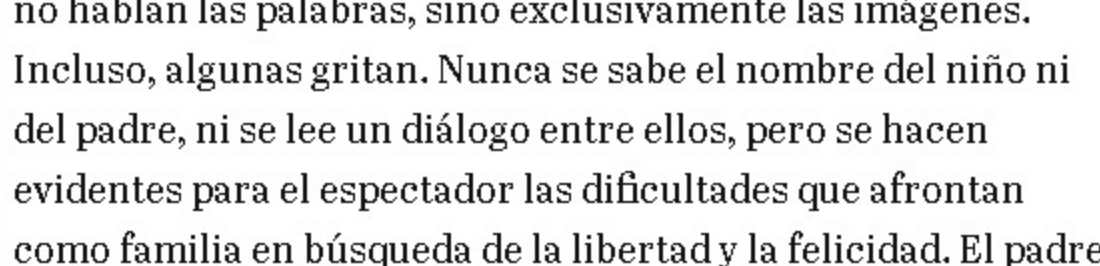 no hablan las palabras, sino exclusivamente las imágenes.
Incluso, algunas gritan. Nunca se sabe el nombre del niño ni
del padre, ni se lee un diálogo entre ellos, pero se hacen
evidentes para el espectador las dificultades que afrontan
como familia en búsqueda de la libertad y la felicidad. El padre